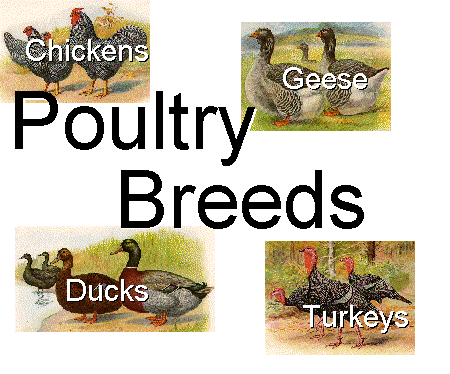 Chickens
Geese
Poultry
Breeds
Ducks
Turkeys